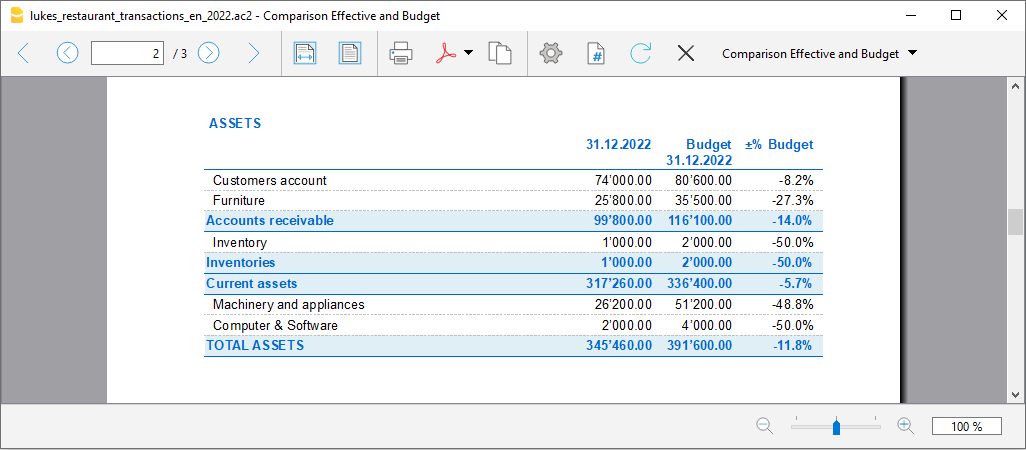 lukes_restaurant_transactions_en_2022.ac2 - Comparison Effective and Budget
2 / 3 # Comparison Effective and Budget
ASSETS
31.12.2022 Budget ±% Budget
31.12.2022
Customers account 74'000.00 80'600.00 -8.2%
Furniture 25'800.00 35'500.00 -27.3%
Accounts receivable 99'800.00 116'100.00 -14.0%
Inventory 1'000.00 2'000.00 -50.0%
Inventories 1'000.00 2'000.00 -50.0%
Current assets 317'260.00 336'400.00 -5.7%
Machinery and appliances 26'200.00 51'200.00 -48.8%
Computer & Software 2'000.00 4'000.00 -50.0%
TOTAL ASSETS 345'460.00 391'600.00 -11.8%
100 %